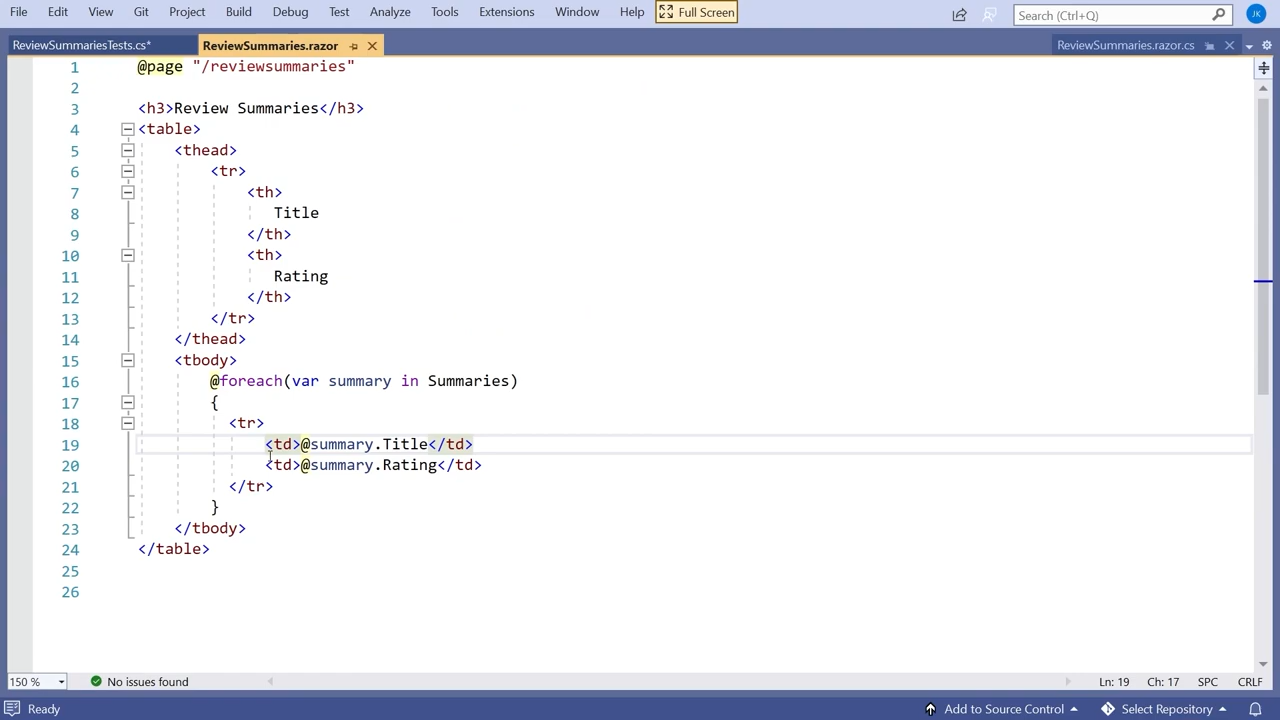 File Edit View Git Project Build Debug Test Analyze Tools Extensions Window Help Full Screen Search (Ctrl+Q) JK
ReviewSummariesTests.cs* ReviewSummaries.razor ReviewSummaries.razor.cs
1 @page "/reviewsummaries"
2
3 <h3>Review Summaries</h3>
4 <table>
5 <thead>
6 <tr>
7 <th>
8 Title
9 </th>
10 <th>
11 Rating
12 </th>
13 </tr>
14 </thead>
15 <tbody>
16 @foreach(var summary in Summaries)
17 {
18 <tr>
19 <td>@summary.Title</td>
20 <td>@summary.Rating</td>
21 </tr>
22 }
23 </tbody>
24 </table>
25
26
150 % No issues found Ln: 19 Ch: 17 SPC CRLF
Ready Add to Source Control Select Repository